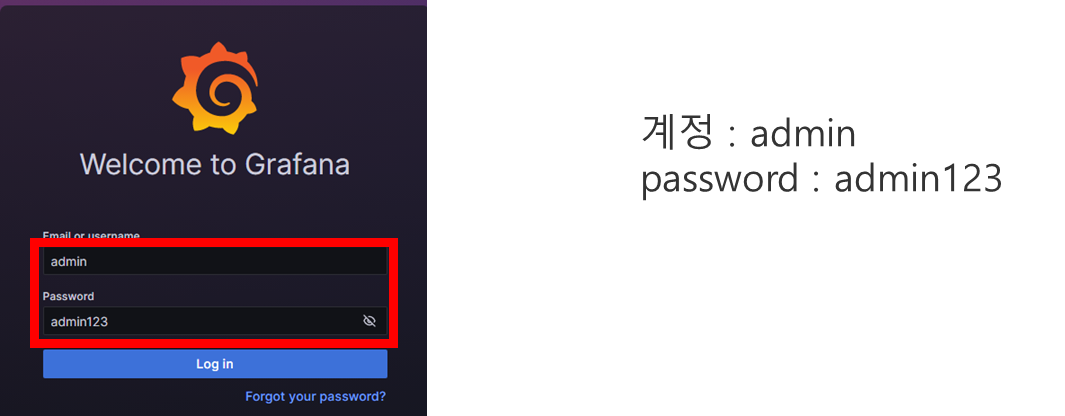 Welcome to Grafana
Email or username
admin
Password
admin123
Log in
Forgot your password?
계정 : admin
password : admin123